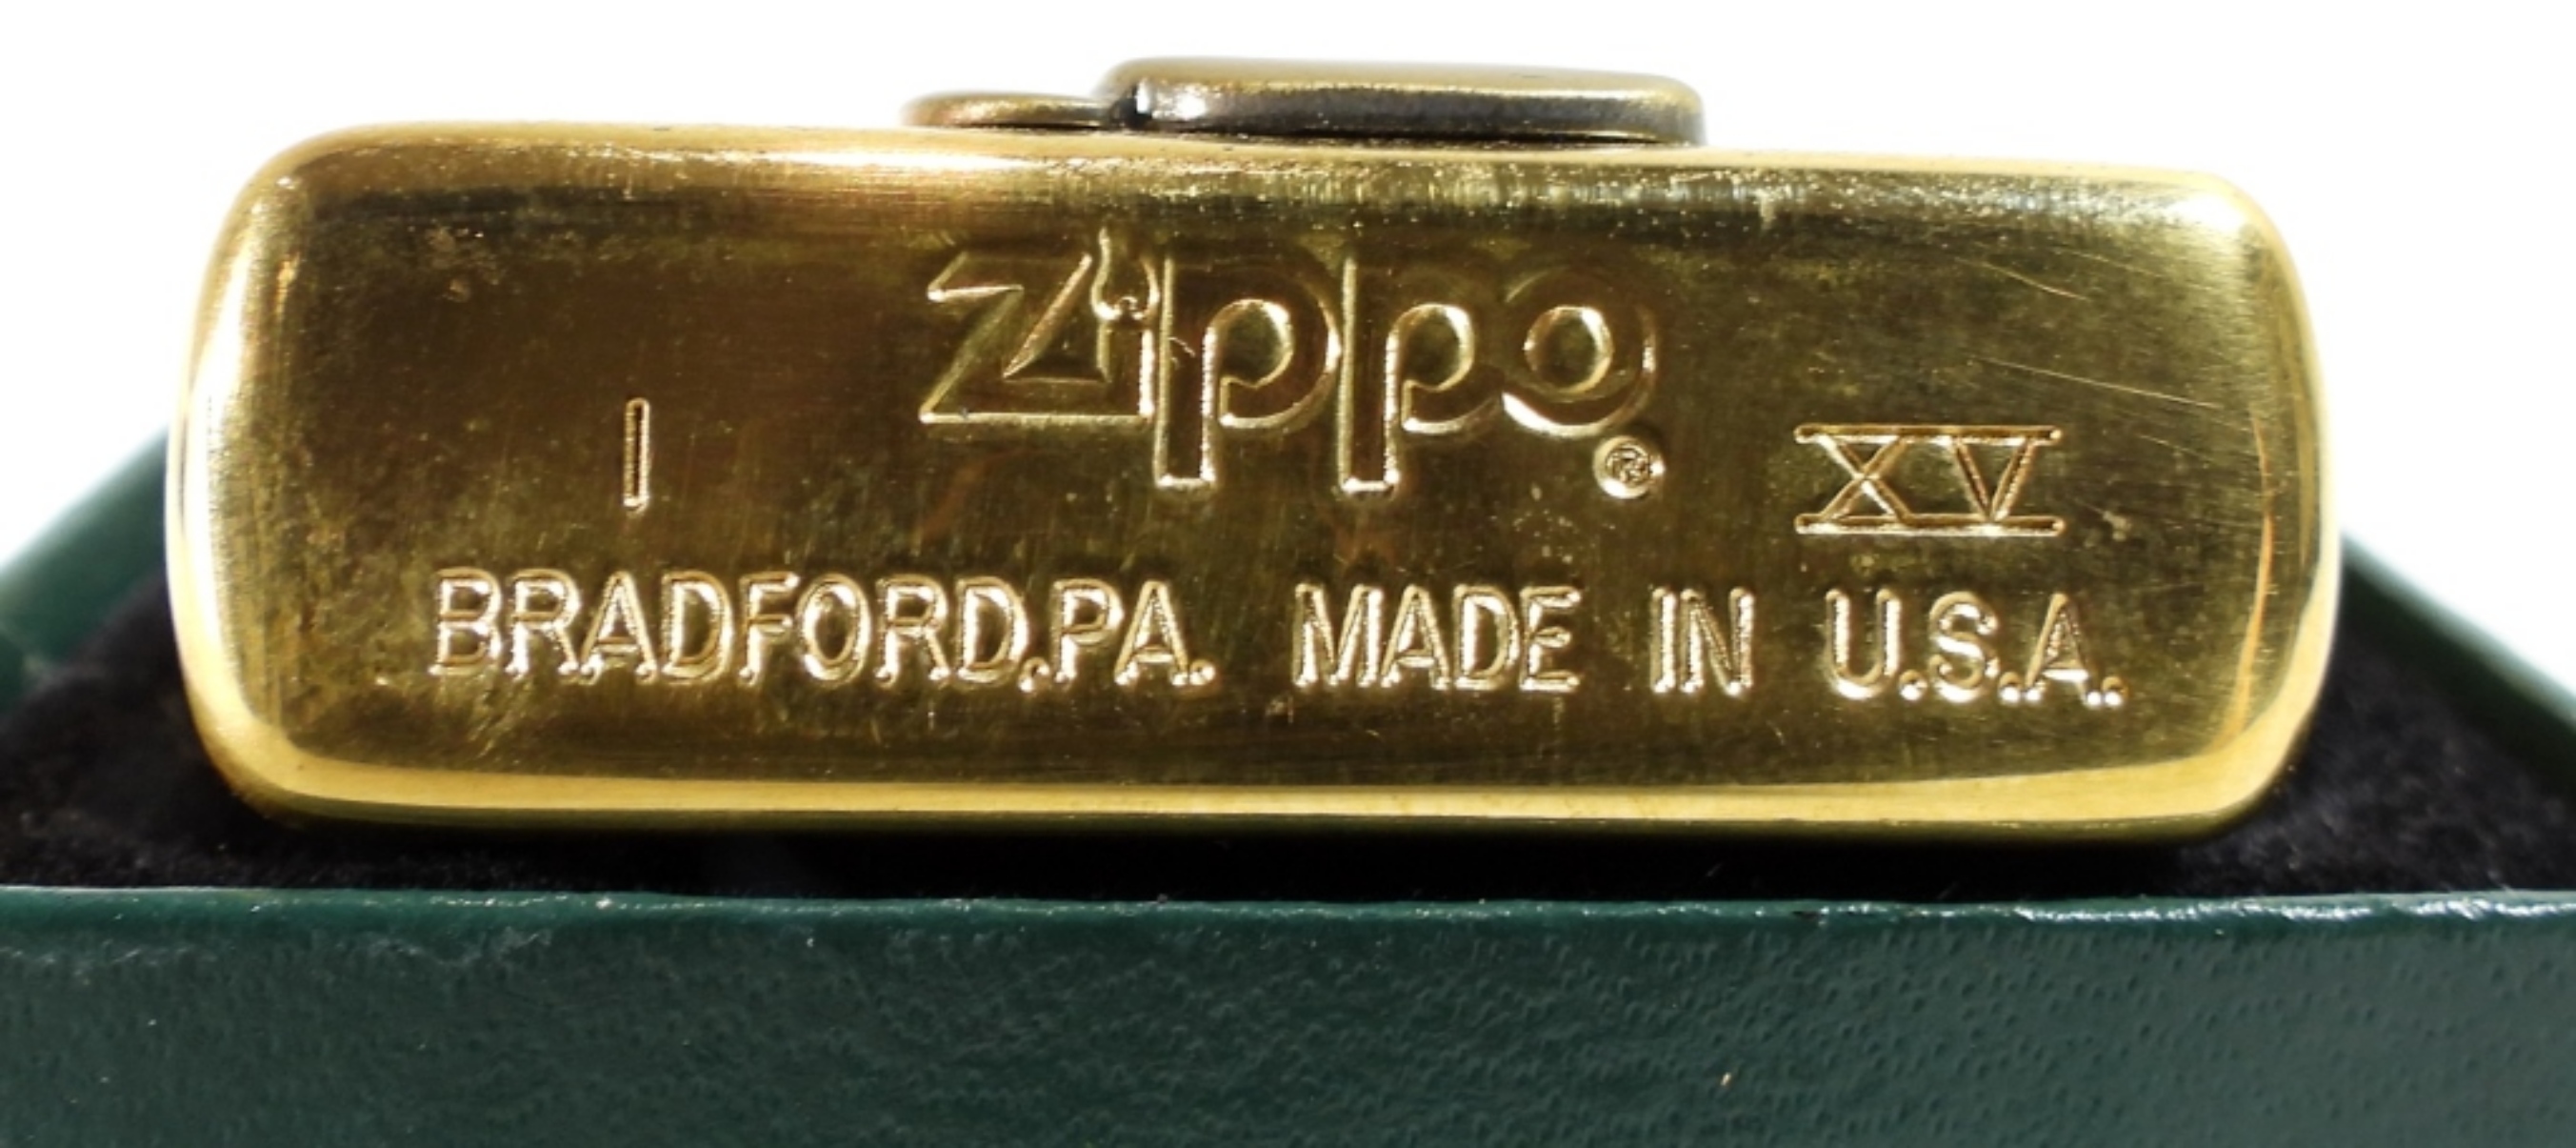 Zippo®
I XV
BRADFORD,PA. MADE IN U.S.A.